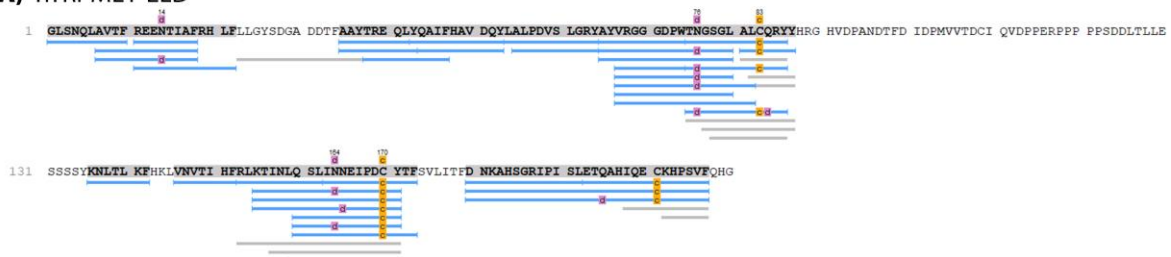 14 76 83
d d c
1 GLSNQLAVTF REENTIAFRH LFLLGYSDGA DDTFAAYTRE QLYQAIFHAV DQYLALPDVS LGRYAYVRGG GDPWTNGSGL ALCQRYYHRG HVDPANDTFD IDPMVVTDCI QVDPPERPPP PPSDDLTLLE
c
c
d
d c
d
d
d c d
164 170
d c
131 SSSSYKNLTL KFHKLVNVTI HFRLKTINLQ SLINNEIPDC YTFSVLITFD NKAHSGRIPI SLETQAHIQE CKHPSVFQHG
c c
d c c
c d c
d c
c
d c
c